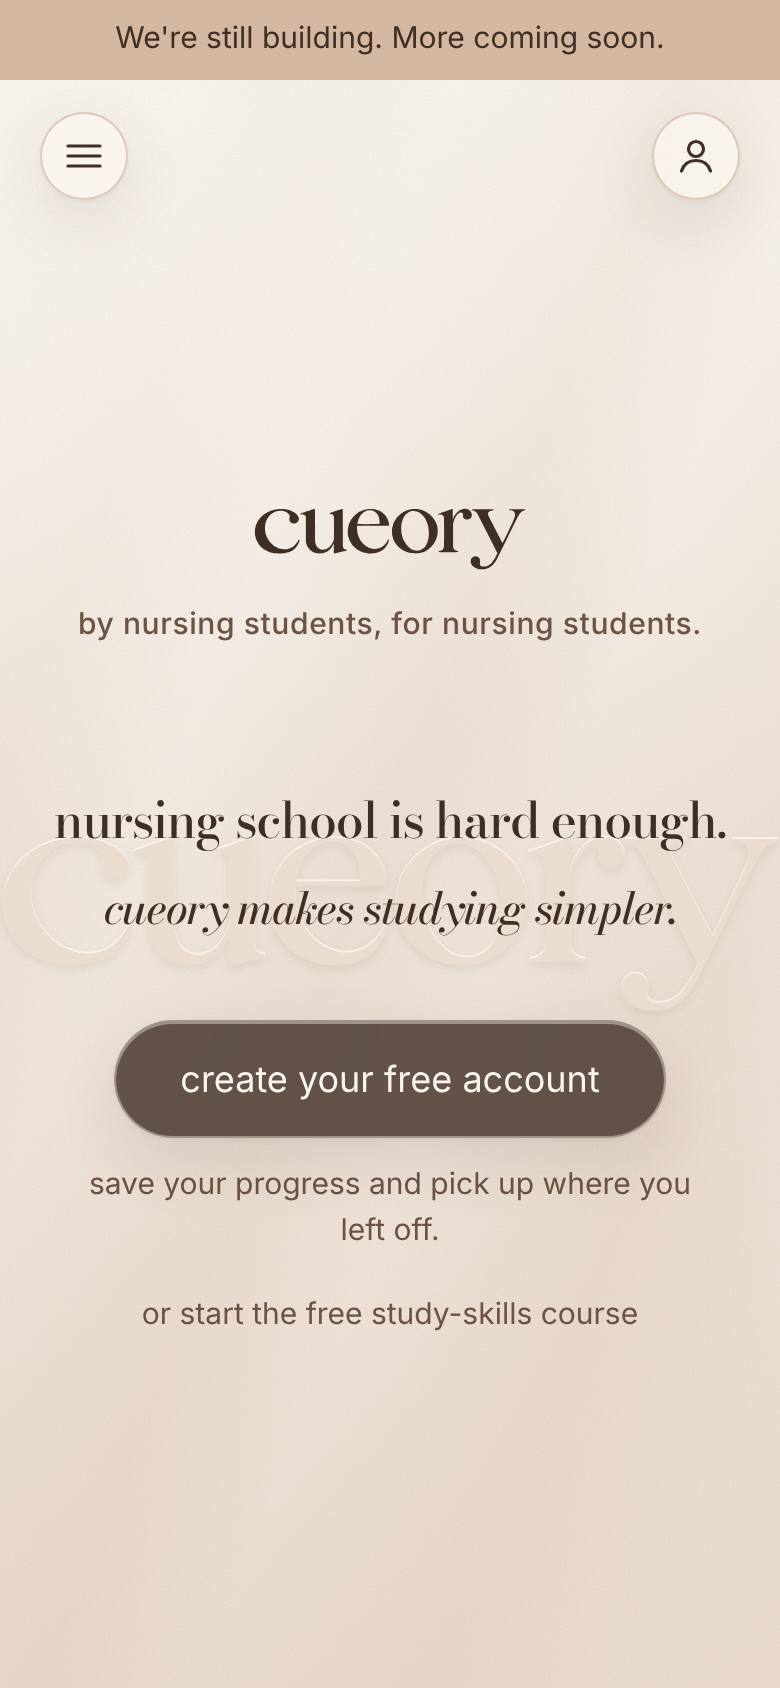 We're still building. More coming soon.
cueory
by nursing students, for nursing students.
nursing school is hard enough.
cueory
cueory makes studying simpler.
create your free account
save your progress and pick up where you
left off.
or start the free study-skills course